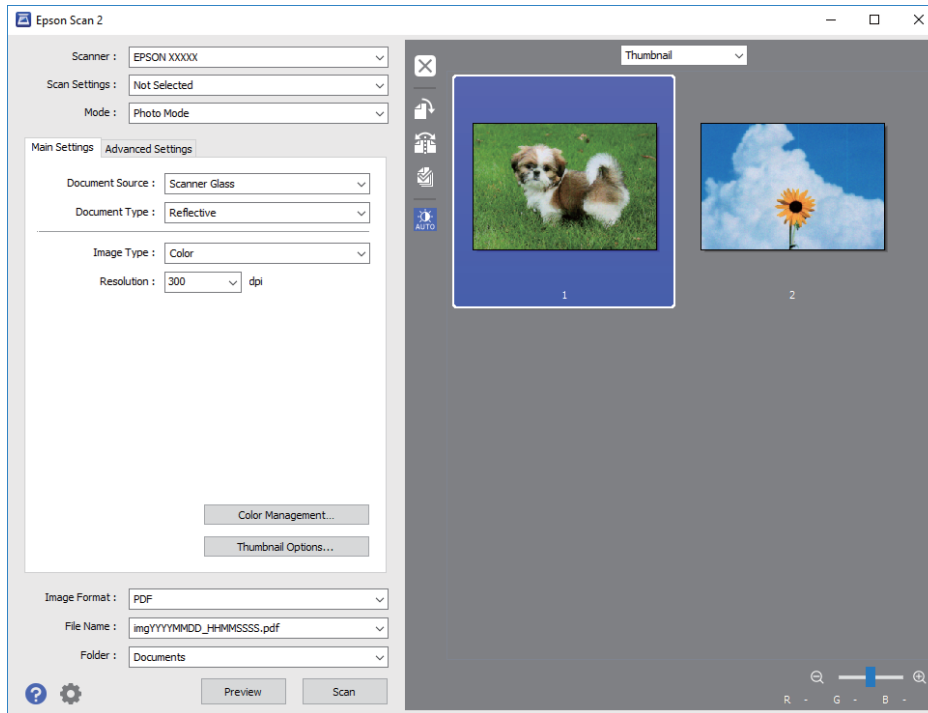 Epson Scan 2
Scanner : EPSON XXXXX
Scan Settings : Not Selected
Mode : Photo Mode
Main Settings Advanced Settings
Document Source : Scanner Glass
Document Type : Reflective
Image Type : Color
Resolution : 300 dpi
Color Management...
Thumbnail Options...
Image Format : PDF
File Name : imgYYYYMMDD_HHMMSSSS.pdf
Folder : Documents
? Preview Scan
Thumbnail
AUTO
1 2
R - G - B -